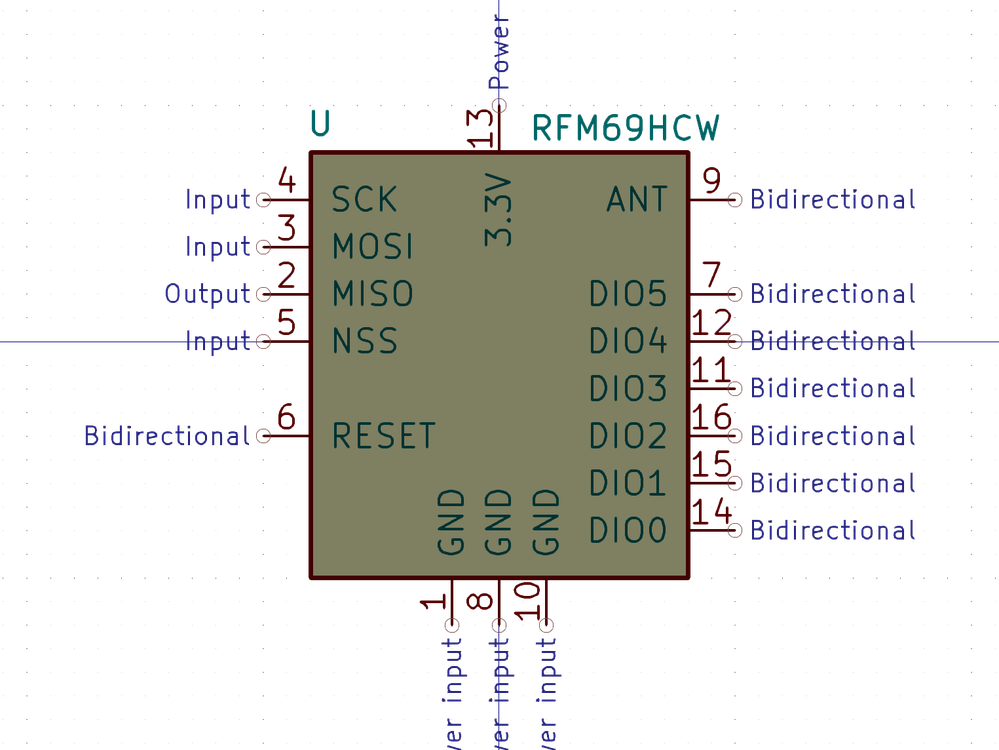 Power
13
U
RFM69HCW
Input 4 SCK
3.3V
ANT 9 Bidirectional
Input 3 MOSI
Output 2 MISO
DIO5 7 Bidirectional
Input 5 NSS
DIO4 12 Bidirectional
DIO3 11 Bidirectional
Bidirectional 6 RESET
DIO2 16 Bidirectional
DIO1 15 Bidirectional
DIO0 14 Bidirectional
GND
GND
GND
1
8
10
input
input
input